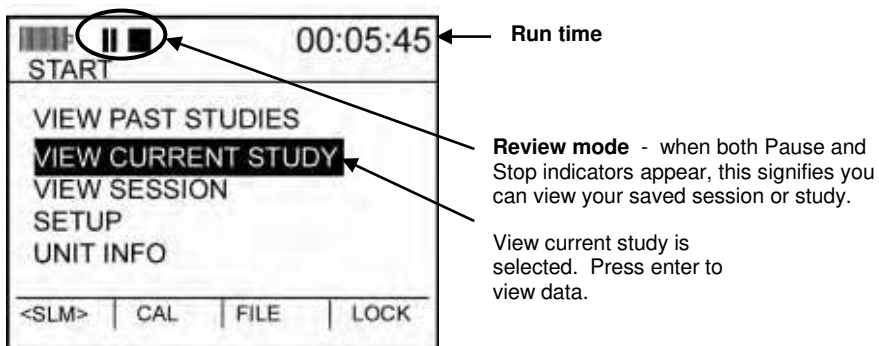 00:05:45
START
VIEW PAST STUDIES
VIEW CURRENT STUDY
VIEW SESSION
SETUP
UNIT INFO
<SLM> CAL FILE LOCK
Run time
Review mode - when both Pause and
Stop indicators appear, this signifies you
can view your saved session or study.
View current study is
selected. Press enter to
view data.